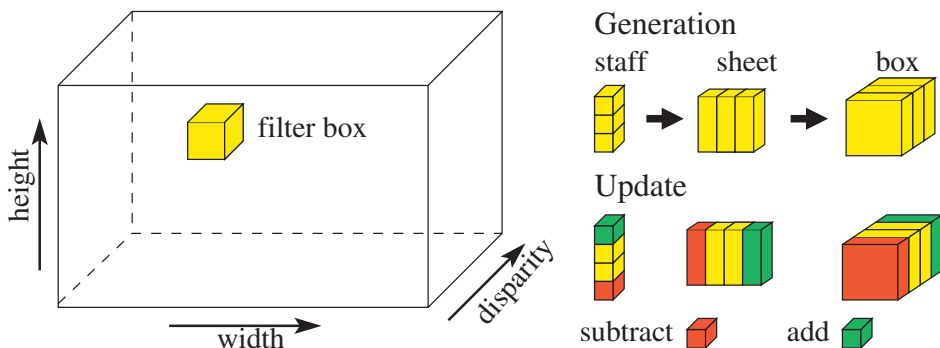 height
filter box
width
disparity
Generation
staff sheet box
Update
subtract add